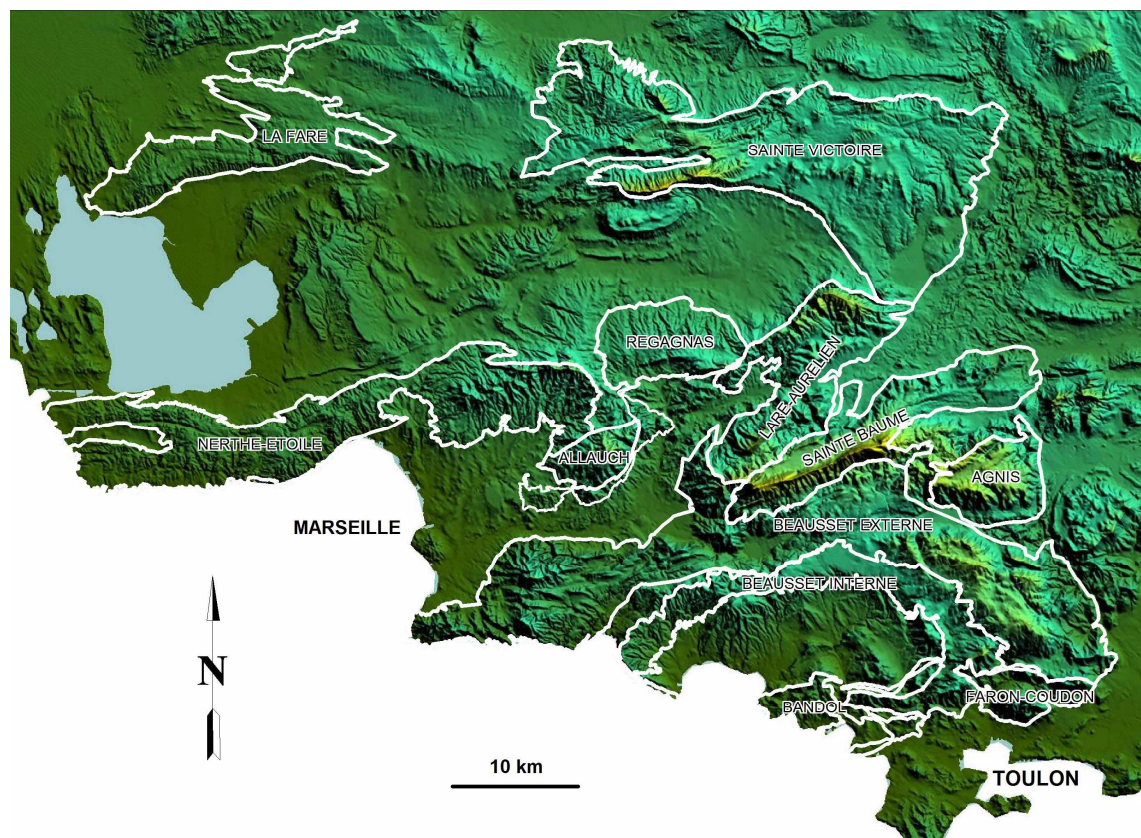 LA FARE
SAINTE VICTOIRE
REGAGNAS
LARE-AURELIEN
NERTHE-ETOILE
ALLAUCH
SAINTE BAUME
AGNIS
MARSEILLE
BEAUSSET EXTERNE
BEAUSSET INTERNE
N
FARON-COUDON
BANDOL
10 km
TOULON